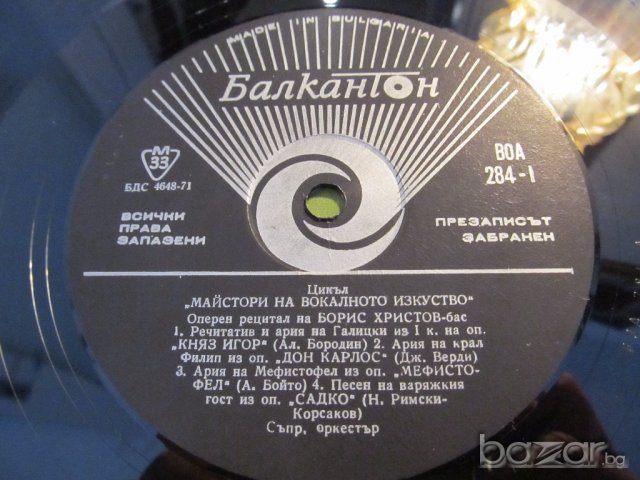 MADE IN BULGARIA
Балкантон
М
33
БДС 4648-71
ВОА
284-I
ВСИЧКИ
ПРАВА
ЗАПАЗЕНИ
ПРЕЗАПИСЪТ
ЗАБРАНЕН
Цикъл
„МАЙСТОРИ НА ВОКАЛНОТО ИЗКУСТВО"
Оперен рецитал на БОРИС ХРИСТОВ-бас
1. Речитатив и ария на Галицки из I к. на оп.
„КНЯЗ ИГОР" (Ал. Бородин) 2. Ария на крал
Филип из оп. „ДОН КАРЛОС" (Дж. Верди)
3. Ария на Мефистофел из оп. „МЕФИСТО-
ФЕЛ" (А. Бойто) 4. Песен на варяжкия
гост из оп. „САДКО" (Н. Римски-
Корсаков)
Съпр. оркестър
bazar.bg